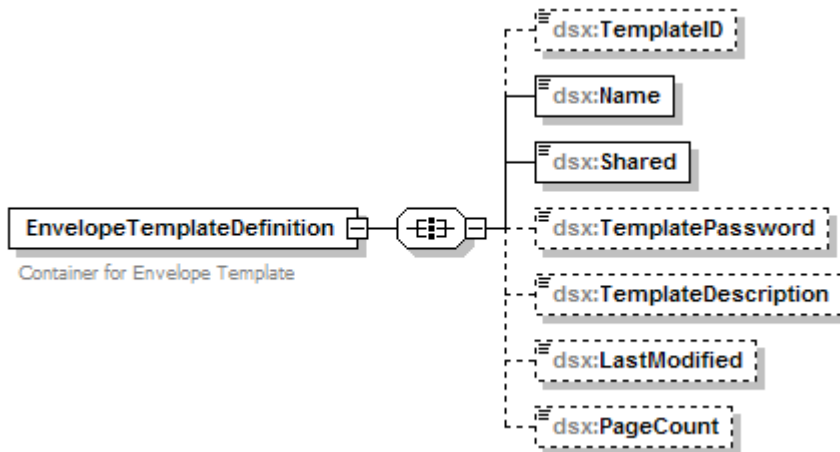 dsx:TemplateID
dsx:Name
dsx:Shared
EnvelopeTemplateDefinition
Container for Envelope Template
dsx:TemplatePassword
dsx:TemplateDescription
dsx:LastModified
dsx:PageCount